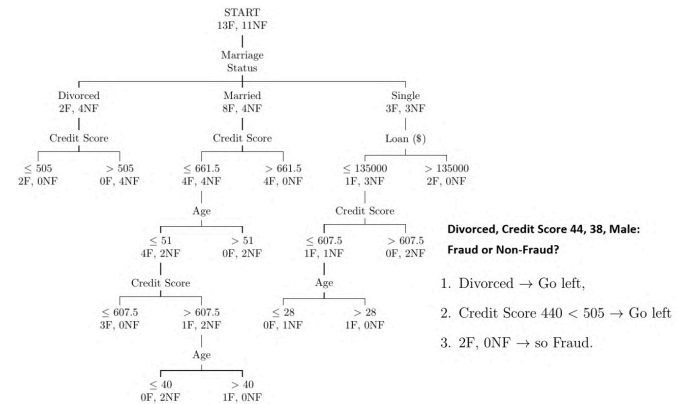 START
13F, 11NF
Marriage
Status
Divorced
2F, 4NF
Married
8F, 4NF
Single
3F, 3NF
Credit Score
Credit Score
Loan ($)
≤ 505
2F, 0NF
> 505
0F, 4NF
≤ 661.5
4F, 4NF
> 661.5
4F, 0NF
≤ 135000
1F, 3NF
> 135000
2F, 0NF
Age
Credit Score
≤ 51
4F, 2NF
> 51
0F, 2NF
≤ 607.5
1F, 1NF
> 607.5
0F, 2NF
Credit Score
Age
≤ 607.5
3F, 0NF
> 607.5
1F, 2NF
≤ 28
0F, 1NF
> 28
1F, 0NF
Age
≤ 40
0F, 2NF
> 40
1F, 0NF
Divorced, Credit Score 44, 38, Male:
Fraud or Non-Fraud?
1. Divorced → Go left,
2. Credit Score 440 < 505 → Go left
3. 2F, 0NF → so Fraud.